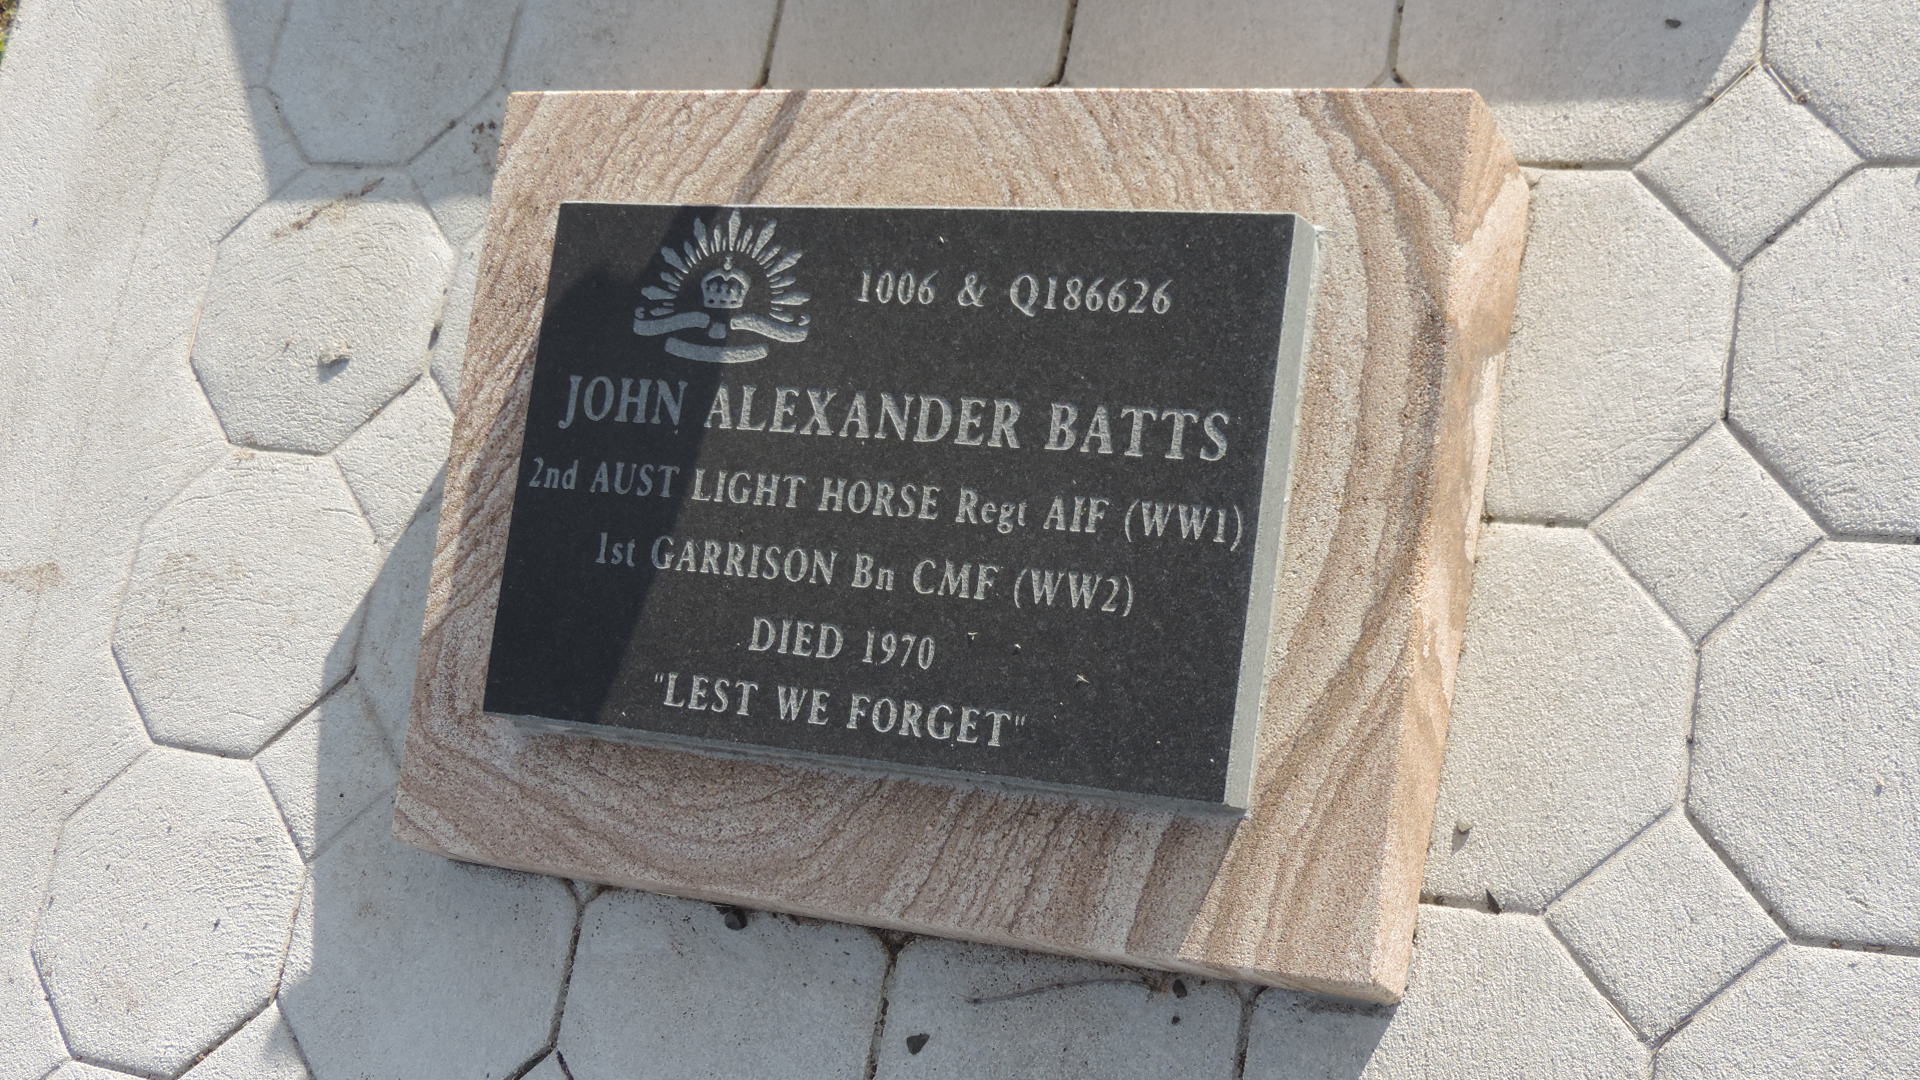 1006 & Q186626
JOHN ALEXANDER BATTS
2nd AUST LIGHT HORSE Regt AIF (WW1)
1st GARRISON Bn CMF (WW2)
DIED 1970
"LEST WE FORGET"